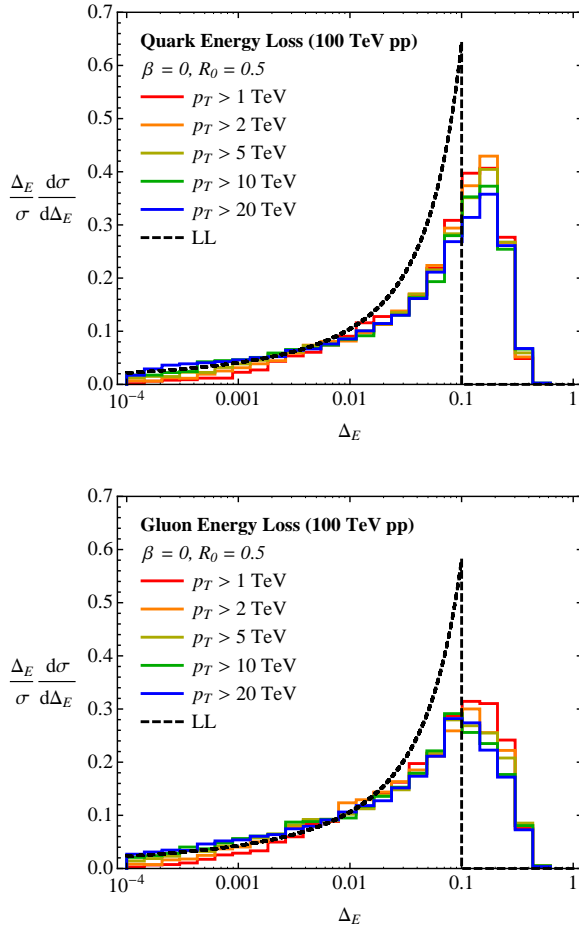 Quark Energy Loss (100 TeV pp)
β = 0, R₀ = 0.5
p_T > 1 TeV
p_T > 2 TeV
p_T > 5 TeV
p_T > 10 TeV
p_T > 20 TeV
LL
Δ_E/σ dσ/dΔ_E
0.7
0.6
0.5
0.4
0.3
0.2
0.1
0.0
10⁻⁴ 0.001 0.01 0.1 1
Δ_E
Gluon Energy Loss (100 TeV pp)
β = 0, R₀ = 0.5
p_T > 1 TeV
p_T > 2 TeV
p_T > 5 TeV
p_T > 10 TeV
p_T > 20 TeV
LL
Δ_E/σ dσ/dΔ_E
0.7
0.6
0.5
0.4
0.3
0.2
0.1
0.0
10⁻⁴ 0.001 0.01 0.1 1
Δ_E